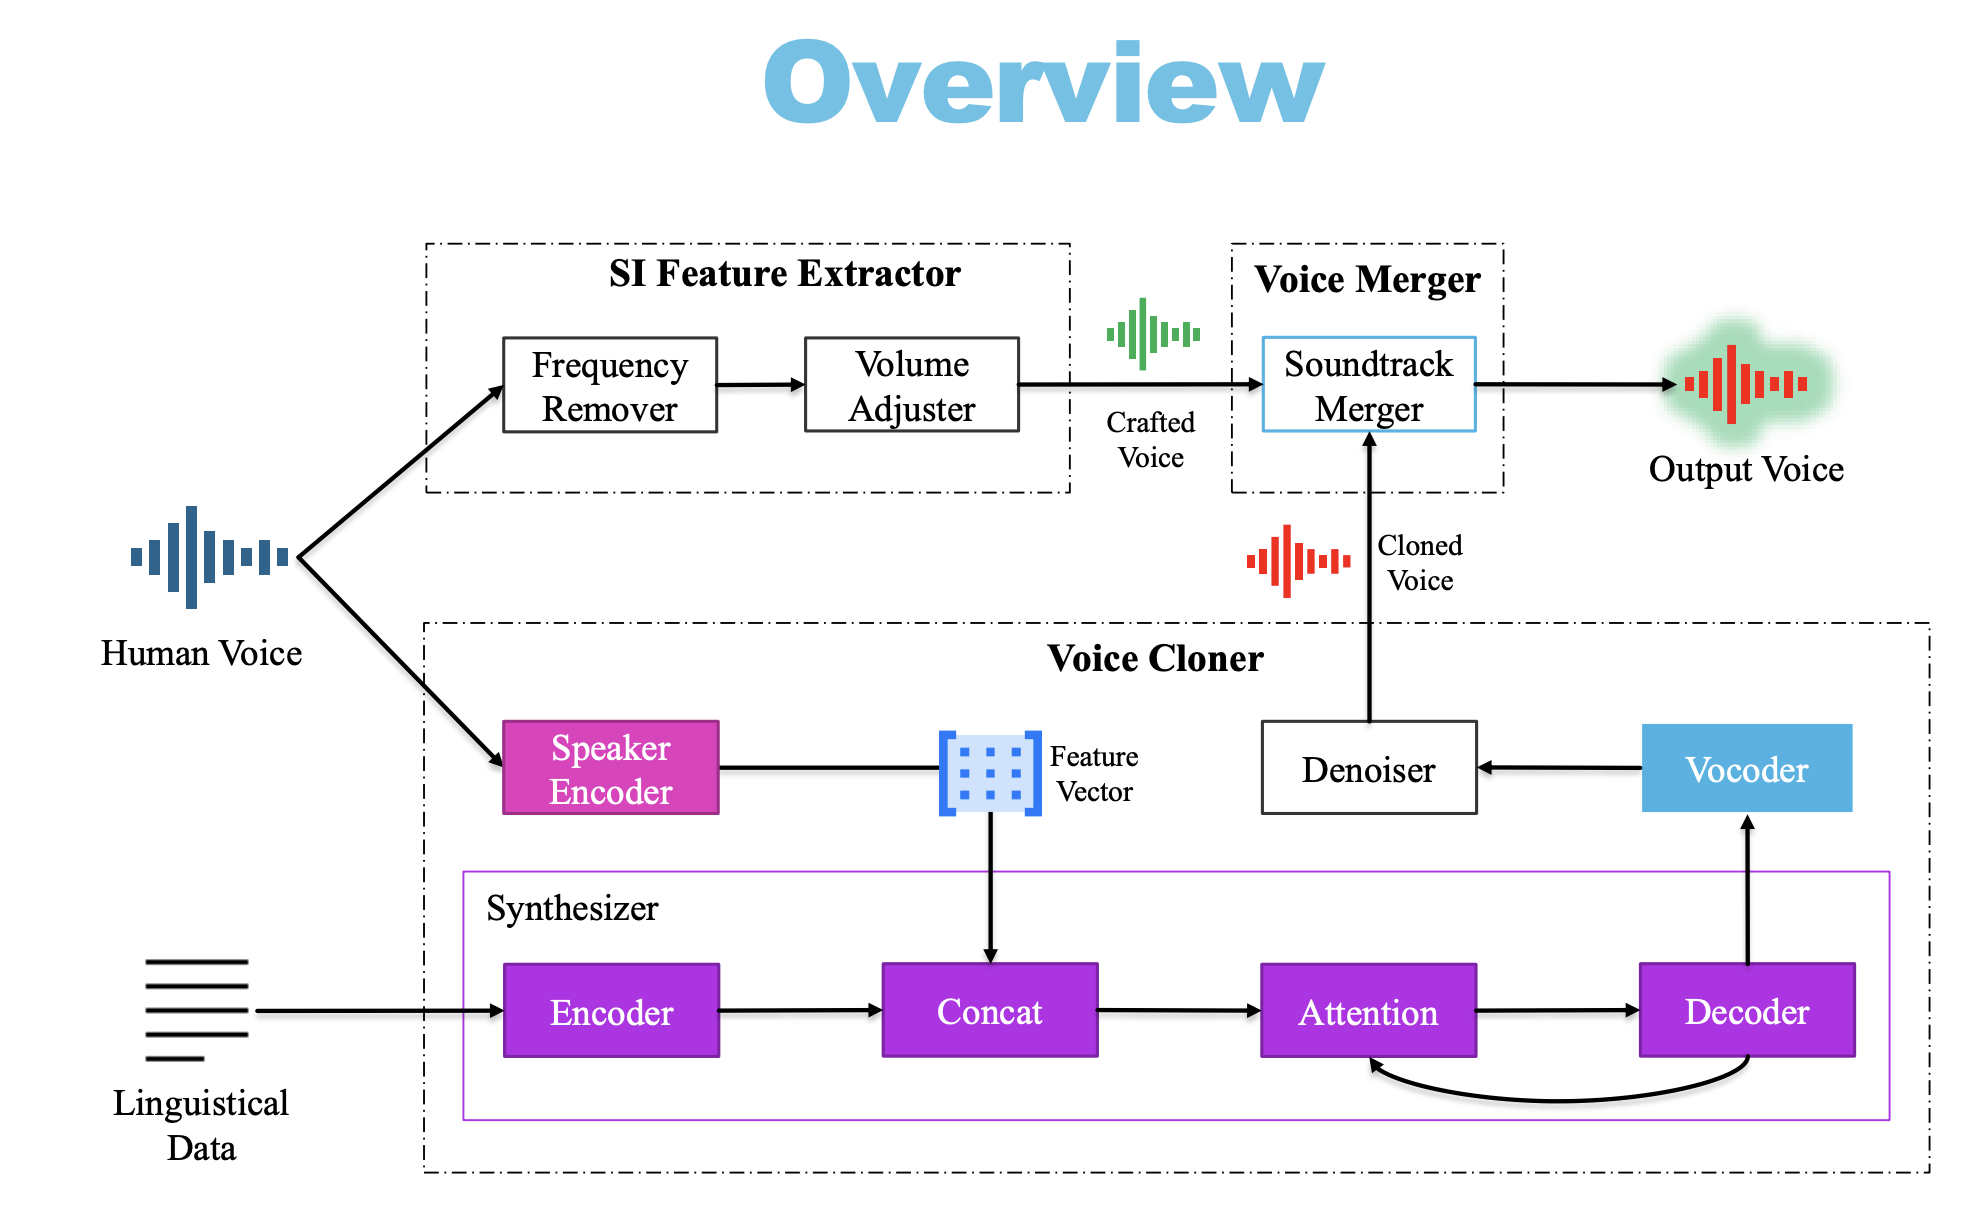 Overview
SI Feature Extractor
Frequency
Remover
Volume
Adjuster
Crafted
Voice
Voice Merger
Soundtrack
Merger
Output Voice
Human Voice
Cloned
Voice
Voice Cloner
Speaker
Encoder
Feature
Vector
Denoiser
Vocoder
Synthesizer
Encoder
Concat
Attention
Decoder
Linguistical
Data